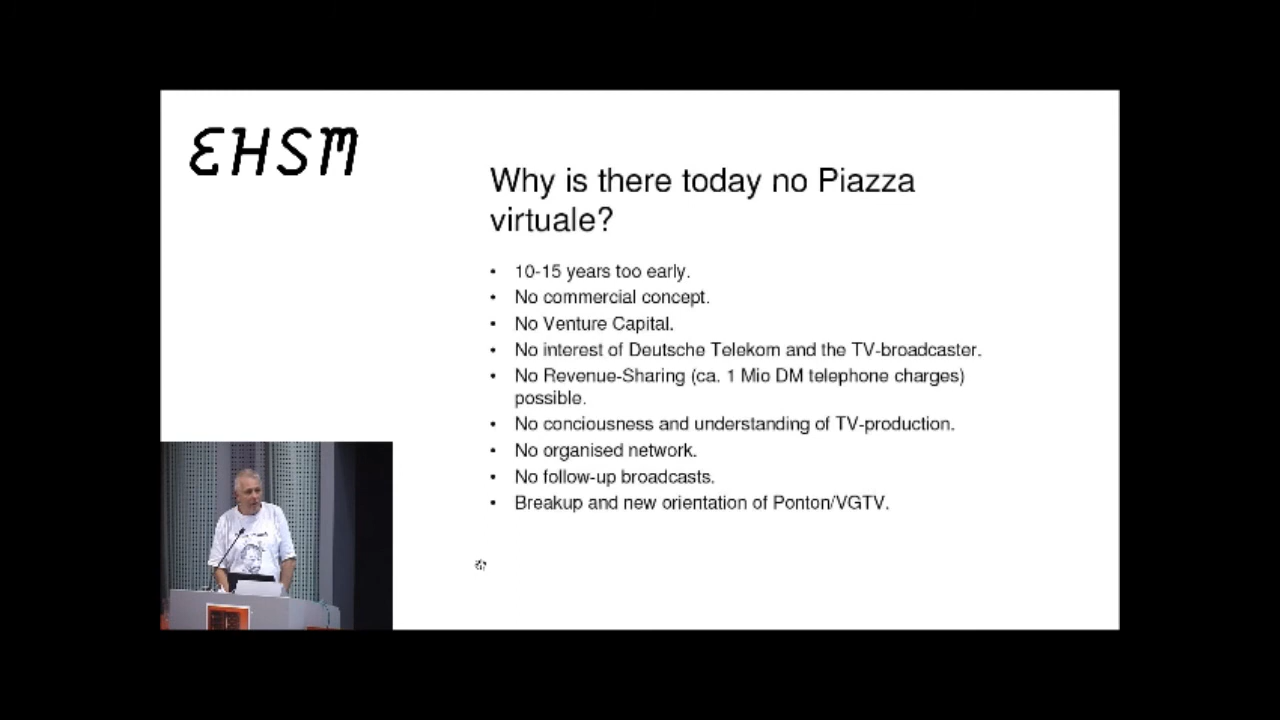 EHSM
Why is there today no Piazza
virtuale?
• 10-15 years too early.
• No commercial concept.
• No Venture Capital.
• No interest of Deutsche Telekom and the TV-broadcaster.
• No Revenue-Sharing (ca. 1 Mio DM telephone charges)
possible.
• No conciousness and understanding of TV-production.
• No organised network.
• No follow-up broadcasts.
• Breakup and new orientation of Ponton/VGTV.